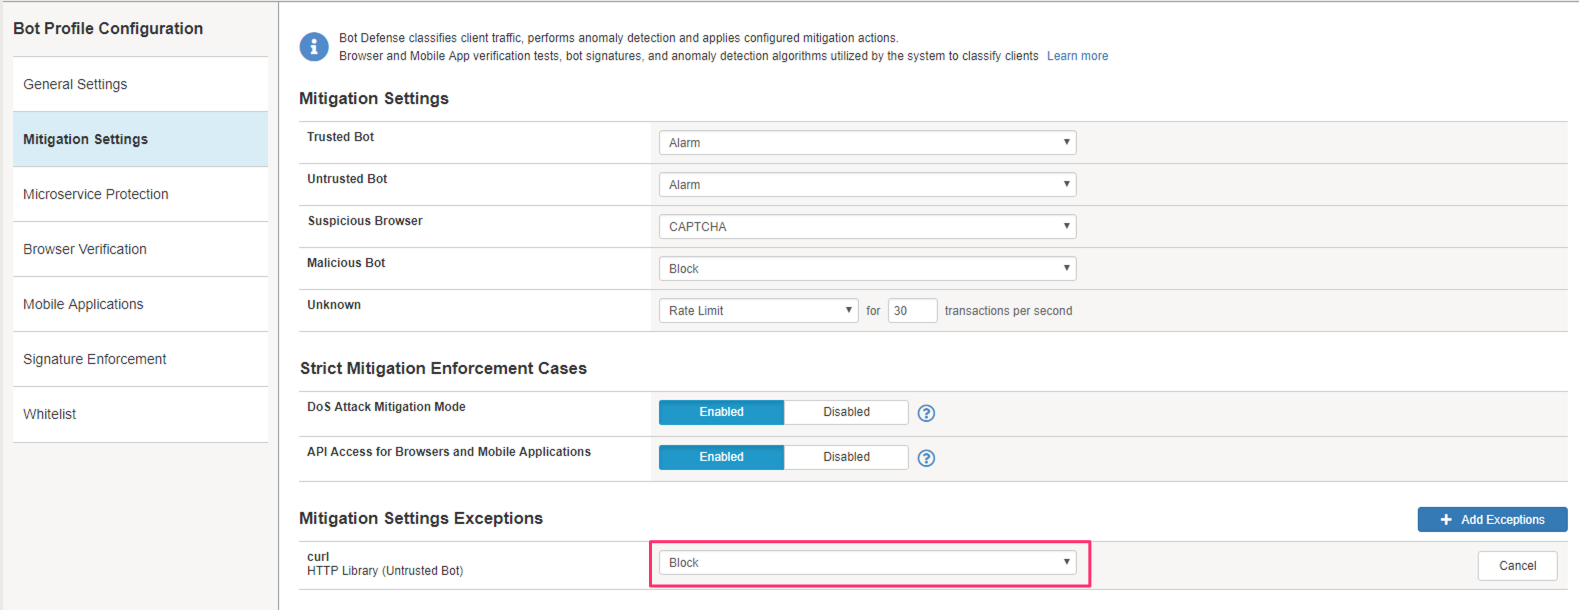 Bot Profile Configuration
General Settings
Mitigation Settings
Microservice Protection
Browser Verification
Mobile Applications
Signature Enforcement
Whitelist
Bot Defense classifies client traffic, performs anomaly detection and applies configured mitigation actions.
Browser and Mobile App verification tests, bot signatures, and anomaly detection algorithms utilized by the system to classify clients Learn more
Mitigation Settings
Trusted Bot Alarm
Untrusted Bot Alarm
Suspicious Browser CAPTCHA
Malicious Bot Block
Unknown Rate Limit for 30 transactions per second
Strict Mitigation Enforcement Cases
DoS Attack Mitigation Mode Enabled Disabled ?
API Access for Browsers and Mobile Applications Enabled Disabled ?
Mitigation Settings Exceptions + Add Exceptions
curl
HTTP Library (Untrusted Bot) Block Cancel